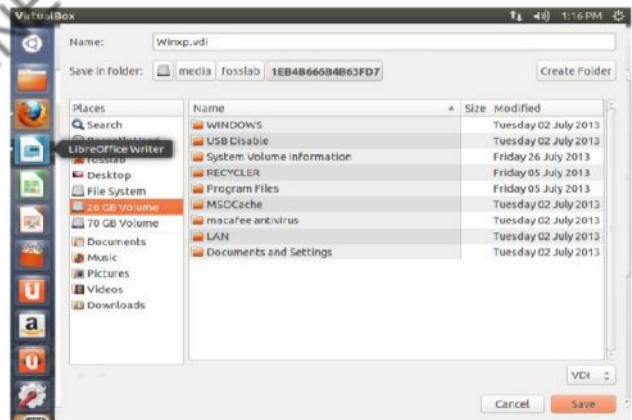 VirtualBox 1:16 PM
Name: Winxp.vdi
Save in folder: media fosslab 1EB4B666B4B63FD7 Create Folder
Places Name Size Modified
Search WINDOWS Tuesday 02 July 2013
USB Disable Tuesday 02 July 2013
LibreOffice Writer
fosslab System Volume Information Friday 26 July 2013
Desktop RECYCLER Friday 05 July 2013
File System Program Files Friday 05 July 2013
26 GB Volume MSOCache Tuesday 02 July 2013
70 GB Volume macafee antivirus Tuesday 02 July 2013
Documents LAN Tuesday 02 July 2013
Music Documents and Settings Tuesday 02 July 2013
Pictures
Videos
Downloads
VDI
Cancel Save